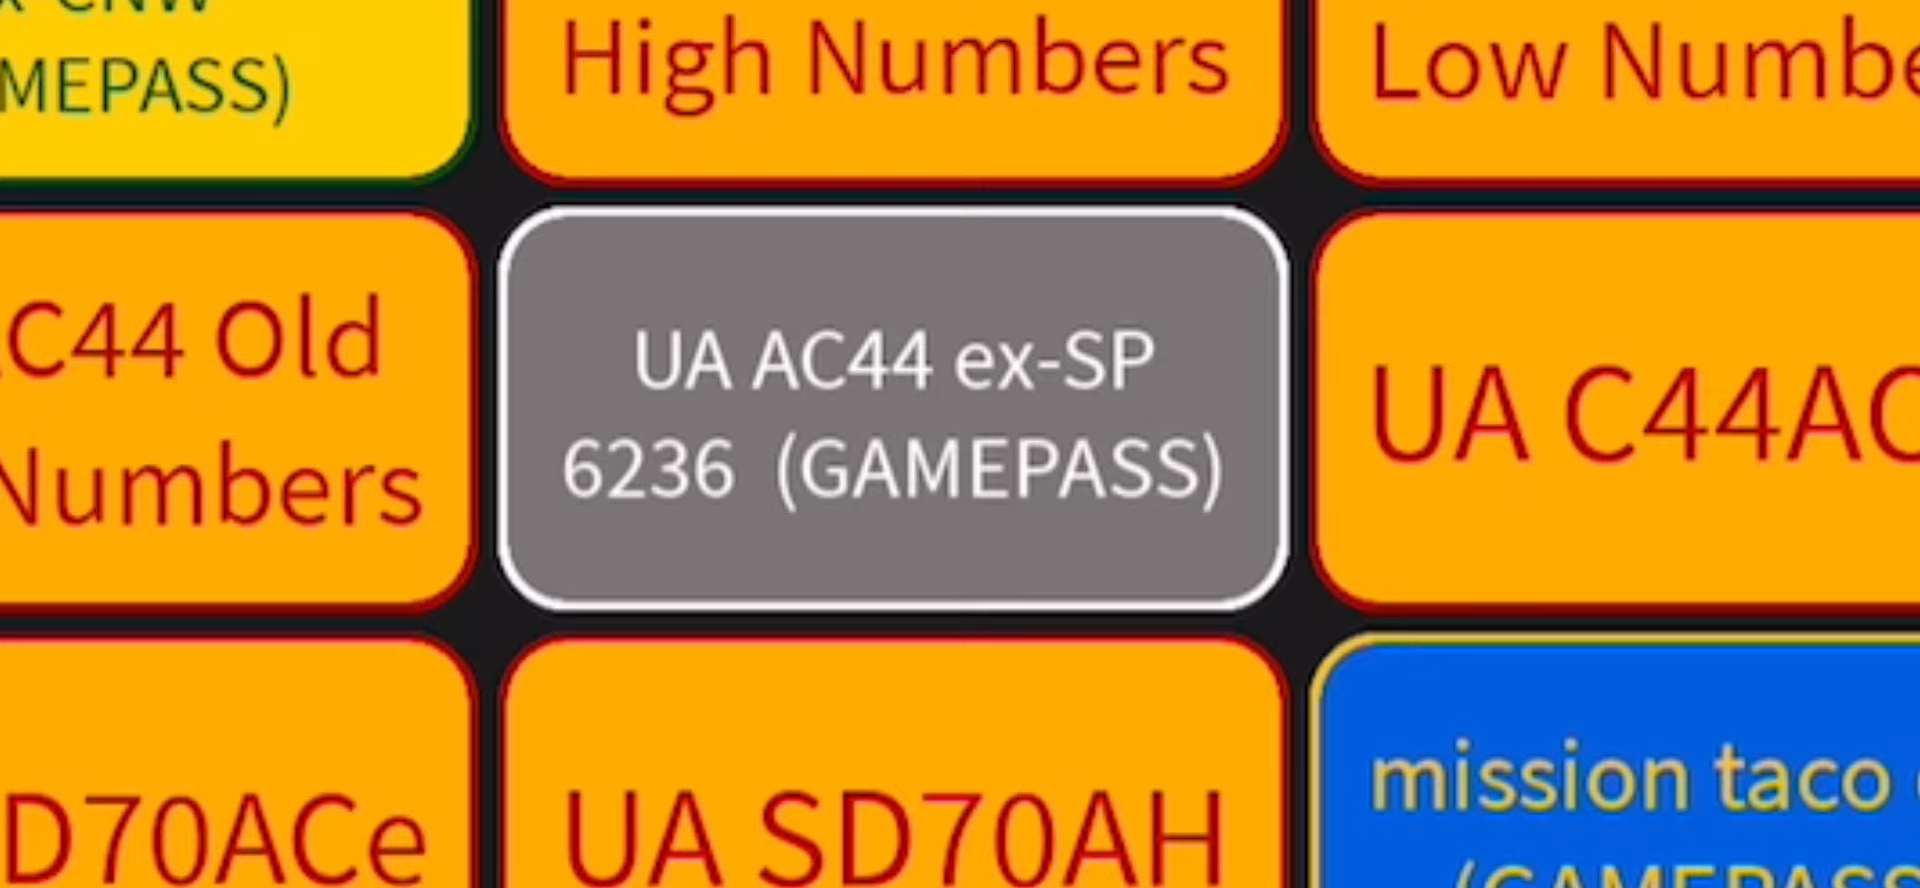 MEPASS)
High Numbers
Low Numbe
C44 Old
Numbers
UA AC44 ex-SP
6236 (GAMEPASS)
UA C44AC
D70ACe
UA SD70AH
mission taco
(GAMEPASS